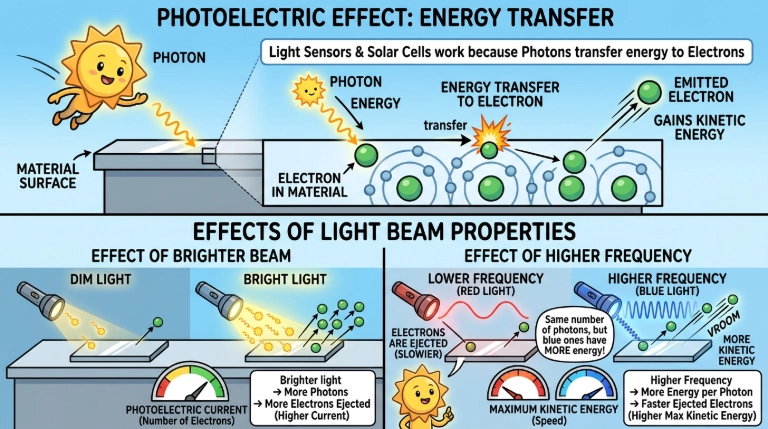 PHOTOELECTRIC EFFECT: ENERGY TRANSFER
PHOTON
Light Sensors & Solar Cells work because Photons transfer energy to Electrons
PHOTON
ENERGY
ENERGY TRANSFER
TO ELECTRON
transfer
EMITTED
ELECTRON
GAINS KINETIC
ENERGY
MATERIAL
SURFACE
ELECTRON
IN MATERIAL
EFFECTS OF LIGHT BEAM PROPERTIES
EFFECT OF BRIGHTER BEAM
DIM LIGHT
BRIGHT LIGHT
PHOTOELECTRIC CURRENT
(Number of Electrons)
Brighter light
→ More Photons
→ More Electrons Ejected
(Higher Current)
EFFECT OF HIGHER FREQUENCY
LOWER FREQUENCY
(RED LIGHT)
HIGHER FREQUENCY
(BLUE LIGHT)
ELECTRONS
ARE EJECTED
(SLOWIER)
Same number
of photons, but
blue ones have
MORE energy!
VROOM
MORE
KINETIC
ENERGY
MAXIMUM KINETIC ENERGY
(Speed)
Higher Frequency
→ More Energy per Photon
→ Faster Ejected Electrons
(Higher Max Kinetic Energy)